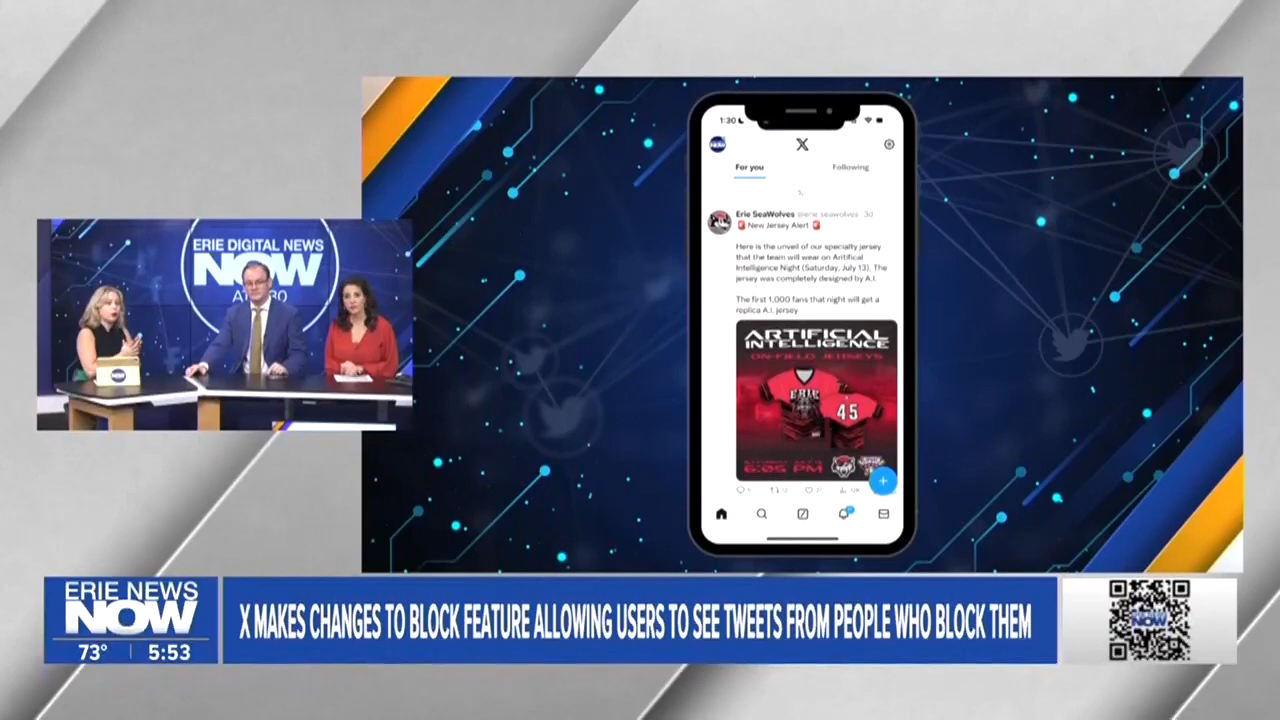 ERIE DIGITAL NEWS
NOW
NOW
1:30
X
For you
Following
Erie SeaWolves @erie_seawolves 3d
🚨 New Jersey Alert 🚨
Here is the unveil of our specialty jersey
that the team will wear on Artificial
Intelligence Night (Saturday, July 13). The
jersey was completely designed by A.I.
The first 1,000 fans that night will get a
replica A.I. jersey
ARTIFICIAL
INTELLIGENCE
ON-FIELD JERSEYS
ERIE
45
6:05 PM
ERIE NEWS
NOW
73° | 5:53
X MAKES CHANGES TO BLOCK FEATURE ALLOWING USERS TO SEE TWEETS FROM PEOPLE WHO BLOCK THEM
NOW